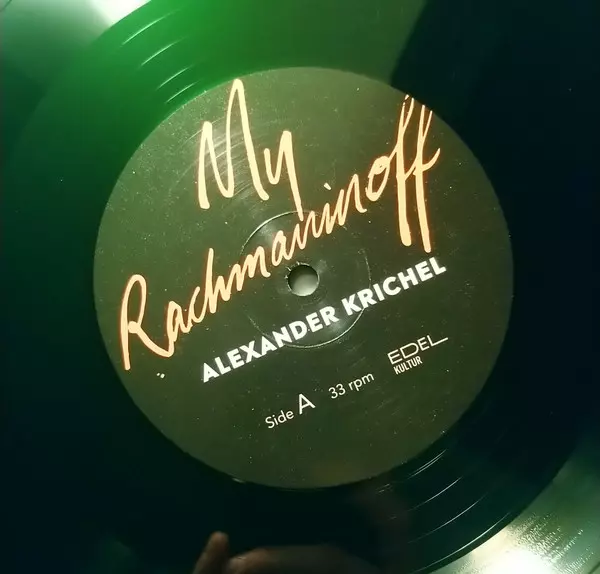 My
Rachmaninoff
ALEXANDER KRICHEL
Side A 33 rpm
EDEL
KULTUR